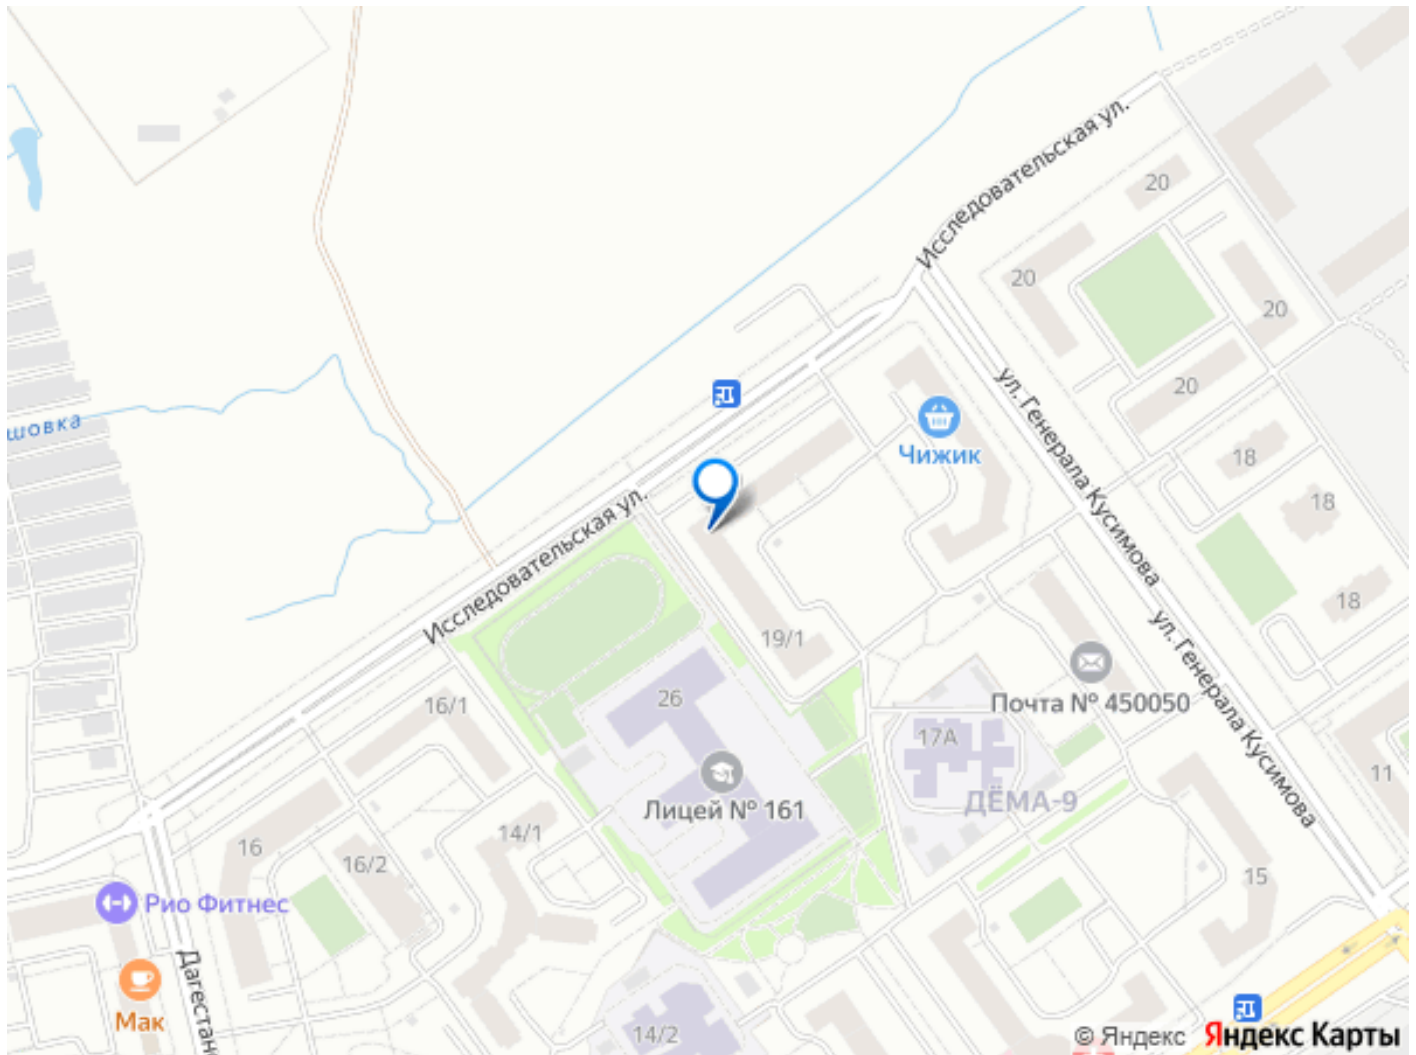 Исследовательская ул.
20
20
20
20
ул. Генерала Кусимова
Чижик
18
18
18
шовка
Исследовательская ул.
19/1
ул. Генерала Кусимова
Почта № 450050
26
16/1
17А
ДЁМА-9
11
Лицей № 161
14/1
16
16/2
15
Рио Фитнес
Дагестан
Мак
14/2
© Яндекс Яндекс Карты